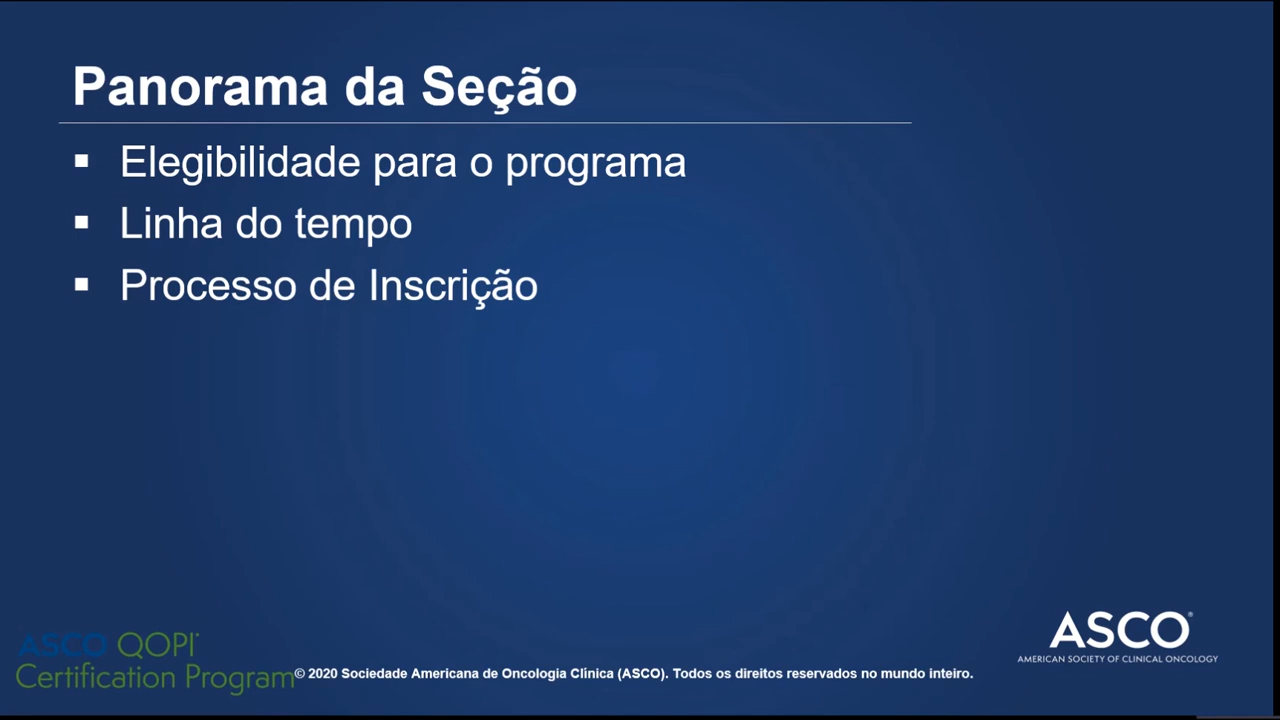 Panorama da Seção
▪ Elegibilidade para o programa
▪ Linha do tempo
▪ Processo de Inscrição
ASCO®
AMERICAN SOCIETY OF CLINICAL ONCOLOGY
ASCO QOPI®
Certification Program
© 2020 Sociedade Americana de Oncologia Clínica (ASCO). Todos os direitos reservados no mundo inteiro.